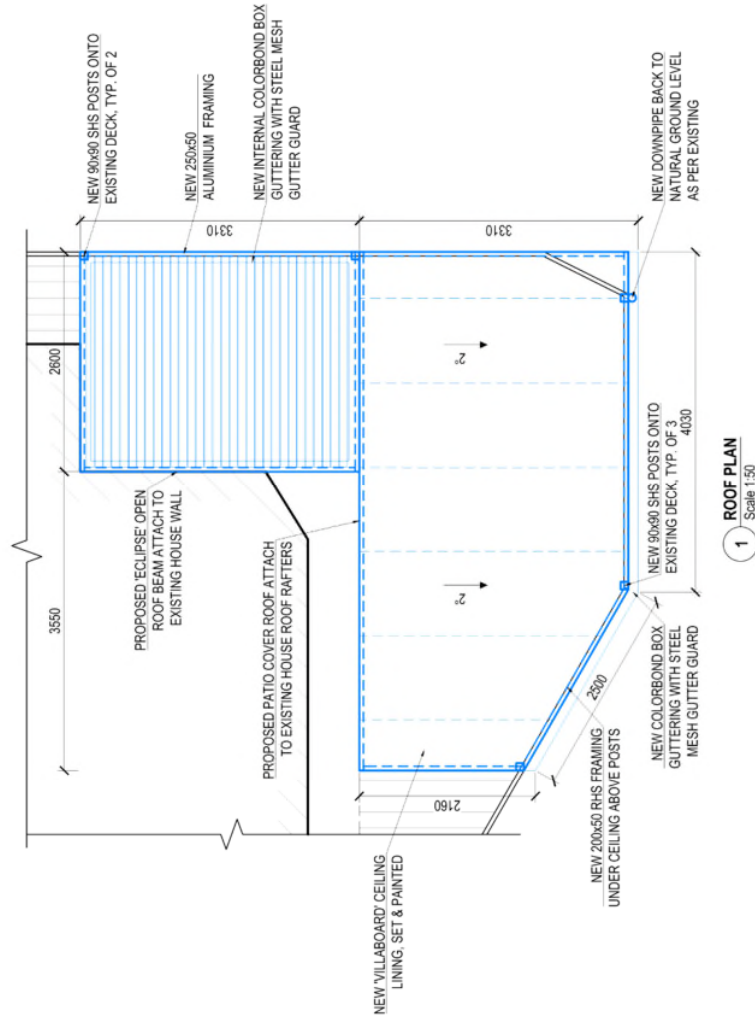 NEW 90x90 SHS POSTS ONTO
EXISTING DECK, TYP. OF 2
NEW 250x50
ALUMINIUM FRAMING
NEW INTERNAL COLORBOND BOX
GUTTERING WITH STEEL MESH
GUTTER GUARD
3310
3310
NEW DOWNPIPE BACK TO
NATURAL GROUND LEVEL
AS PER EXISTING
2600
3550
PROPOSED 'ECLIPSE' OPEN
ROOF BEAM ATTACH TO
EXISTING HOUSE WALL
PROPOSED PATIO COVER ROOF ATTACH
TO EXISTING HOUSE ROOF RAFTERS
2°
2°
4030
NEW 90x90 SHS POSTS ONTO
EXISTING DECK, TYP. OF 3
2500
2160
NEW COLORBOND BOX
GUTTERING WITH STEEL
MESH GUTTER GUARD
NEW 200x50 RHS FRAMING
UNDER CEILING ABOVE POSTS
NEW 'VILLABOARD' CEILING
LINING, SET & PAINTED
1
ROOF PLAN
Scale 1:50